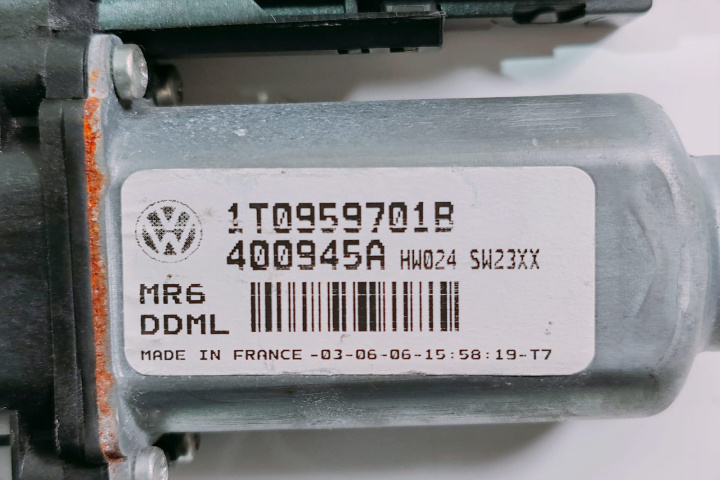 1T0959701B
400945A HW024 SW23XX
MR6
DDML
MADE IN FRANCE -03-06-06-15:58:19-T7